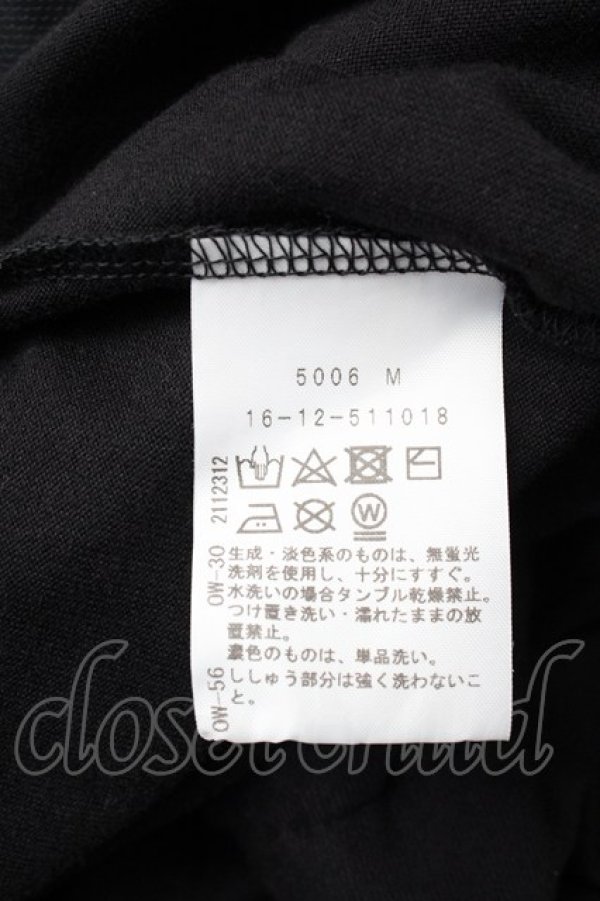 5006 M
16-12-511018
2112312
W
OW-30
生成・淡色系のものは、無蛍光
洗剤を使用し、十分にすすぐ。
水洗いの場合タンブル乾燥禁止。
つけ置き洗い・濡れたままの放
置禁止。
濃色のものは、単品洗い。
ししゅう部分は強く洗わないこ
と。
OW-56
closet child